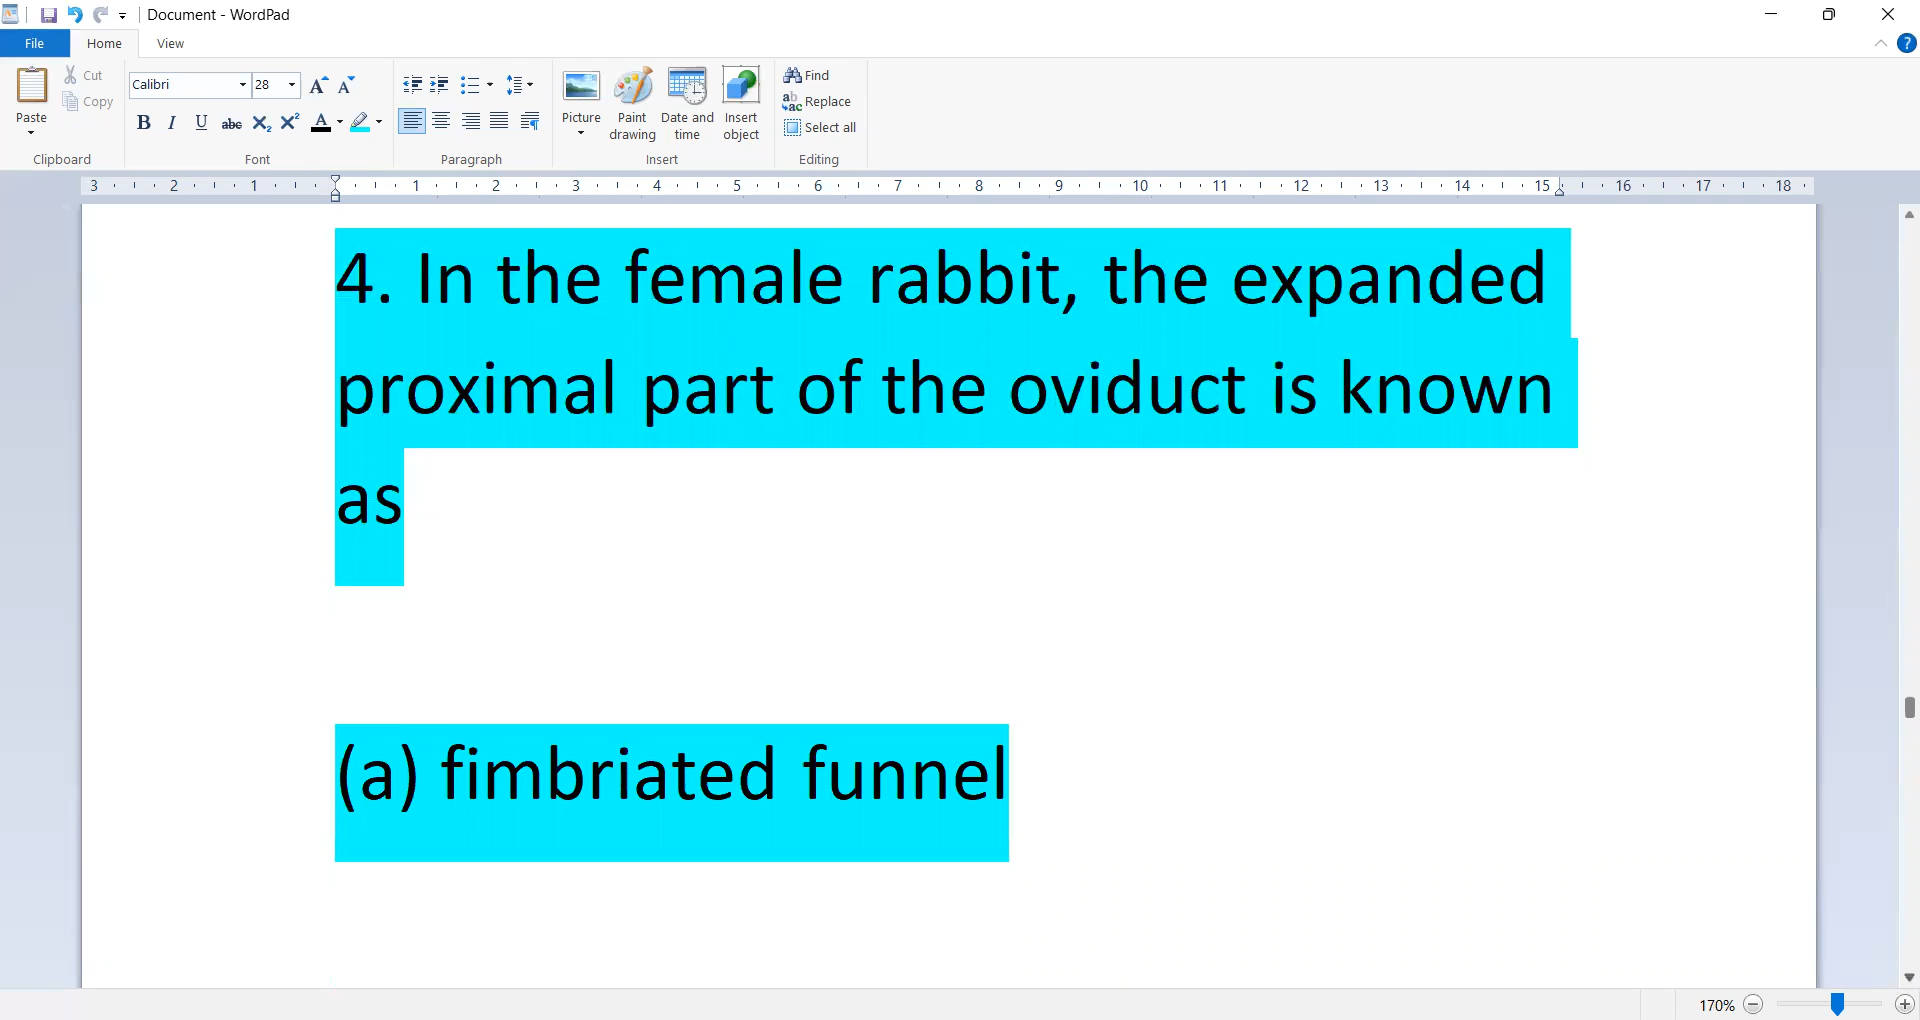 Document - WordPad
File Home View
Paste
Cut
Copy
Clipboard
Calibri 28
B I U abc X₂ X² A
Font
Paragraph
Picture
Paint drawing
Date and time
Insert object
Insert
Find
Replace
Select all
Editing
3 2 1 1 2 3 4 5 6 7 8 9 10 11 12 13 14 15 16 17 18
4. In the female rabbit, the expanded
proximal part of the oviduct is known
as
(a) fimbriated funnel
170%